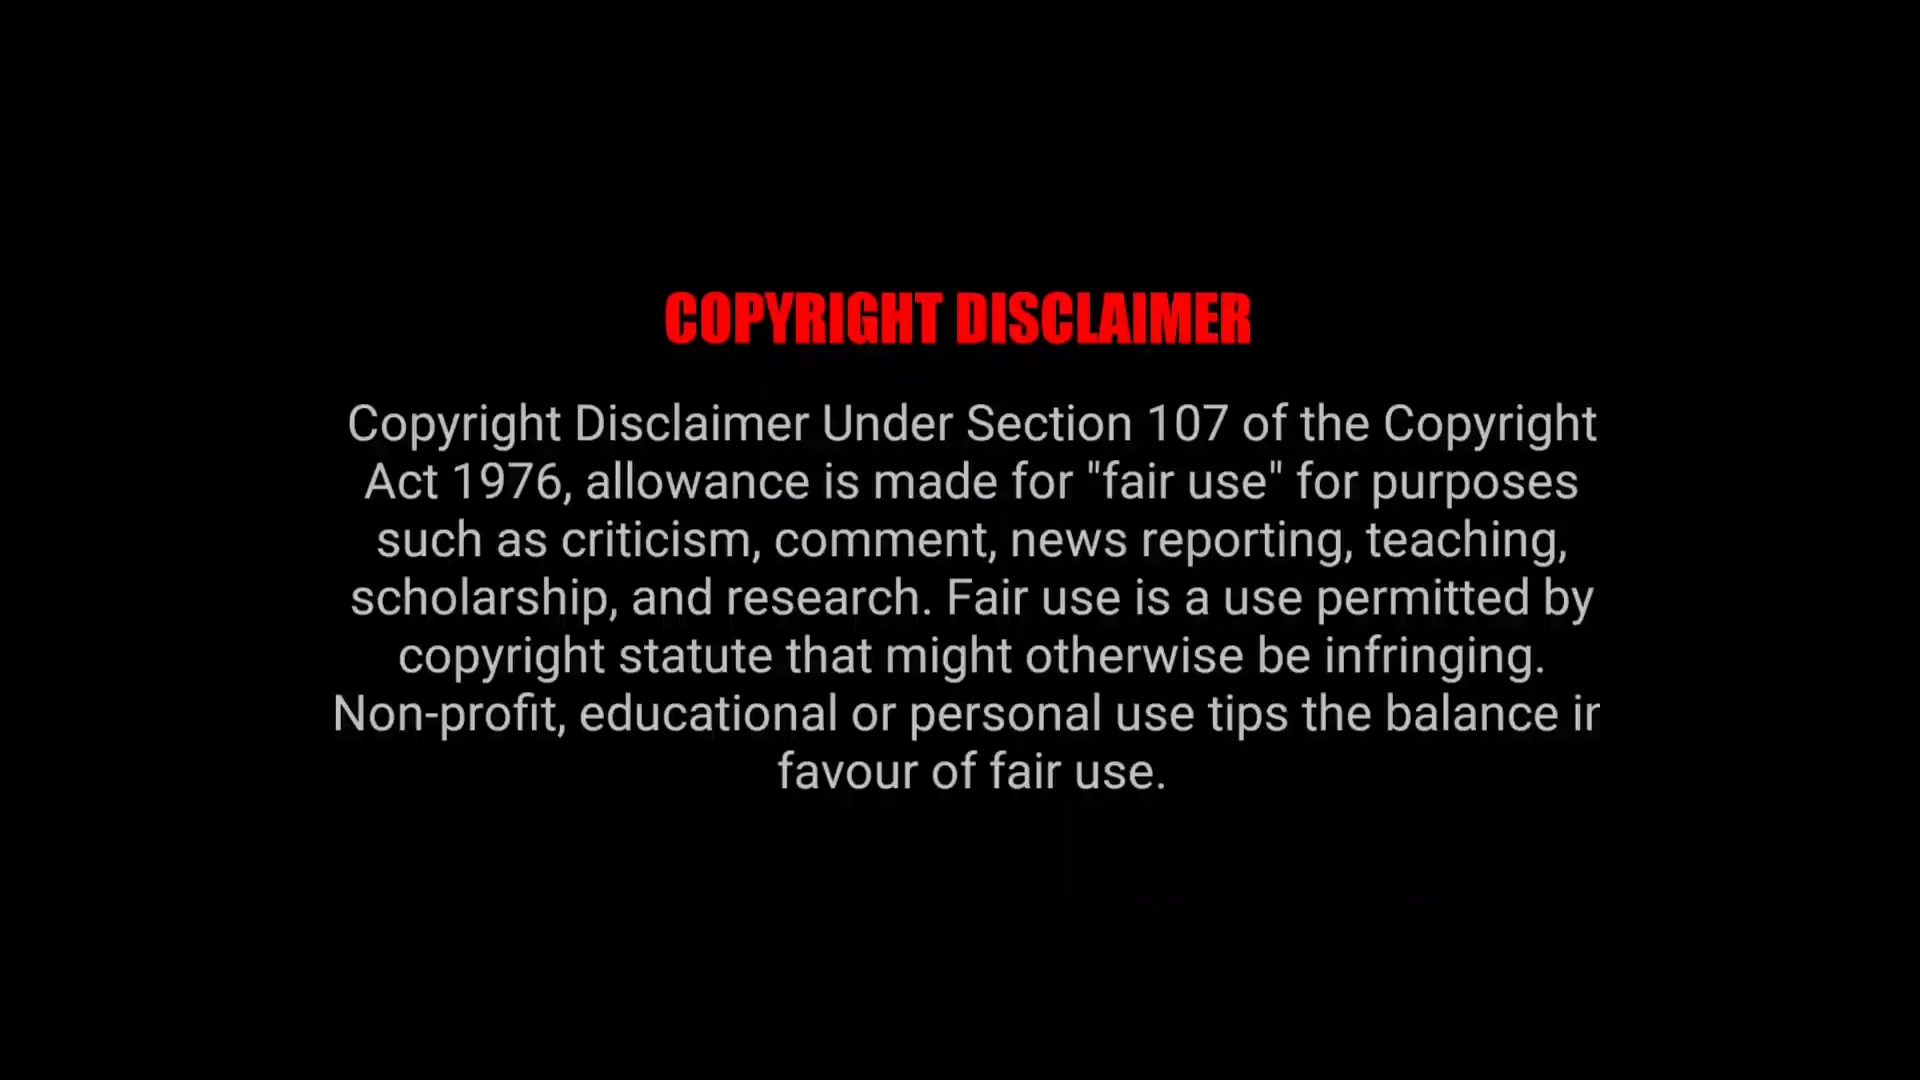 COPYRIGHT DISCLAIMER
Copyright Disclaimer Under Section 107 of the Copyright
Act 1976, allowance is made for "fair use" for purposes
such as criticism, comment, news reporting, teaching,
scholarship, and research. Fair use is a use permitted by
copyright statute that might otherwise be infringing.
Non-profit, educational or personal use tips the balance in
favour of fair use.